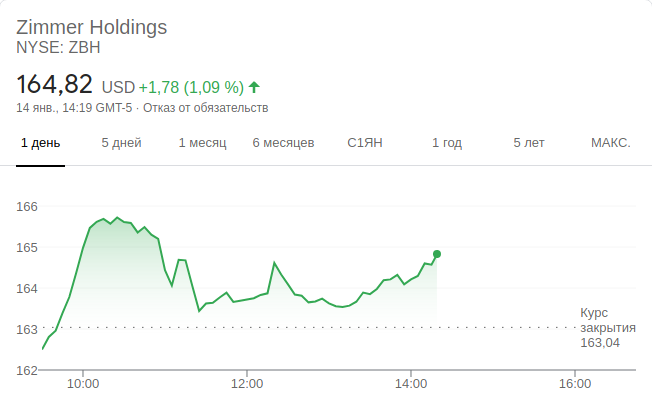 Zimmer Holdings
NYSE: ZBH
164,82 USD +1,78 (1,09 %)
14 янв., 14:19 GMT-5 · Отказ от обязательств
1 день 5 дней 1 месяц 6 месяцев С1ЯН 1 год 5 лет МАКС.
166
165
164
163
162
Курс
закрытия
163,04
10:00 12:00 14:00 16:00